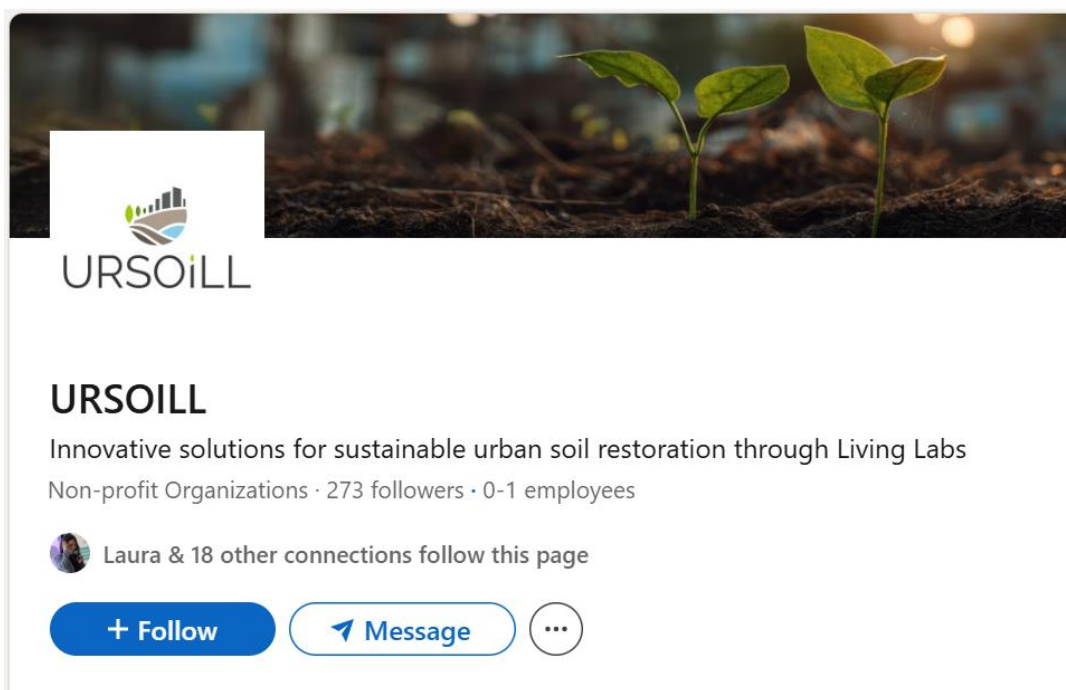 URSOiLL
URSOILL
Innovative solutions for sustainable urban soil restoration through Living Labs
Non-profit Organizations · 273 followers · 0-1 employees
Laura & 18 other connections follow this page
+ Follow
Message
···